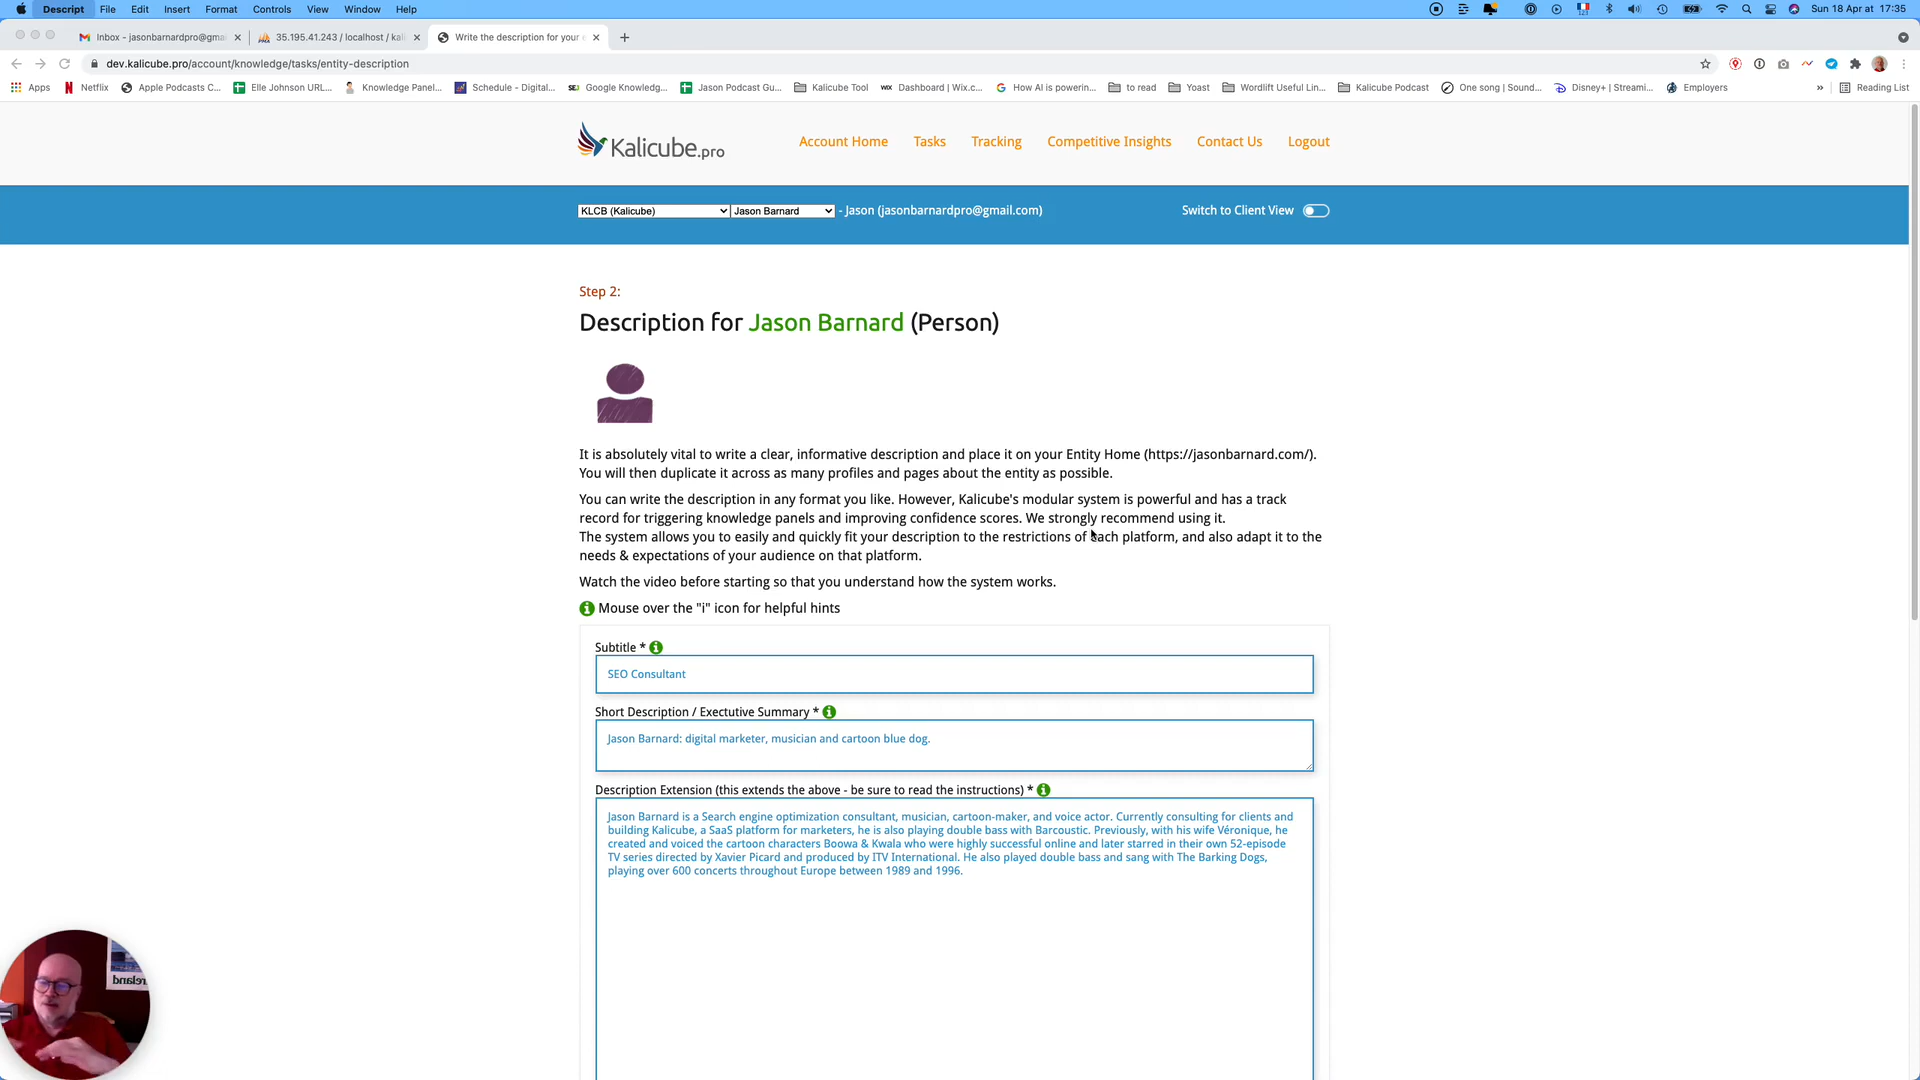 Descript File Edit Insert Format Controls View Window Help Sun 18 Apr at 17:35
Inbox - jasonbarnardpro@gma 35.195.41.243 / localhost / kal Write the description for your e
dev.kalicube.pro/account/knowledge/tasks/entity-description
Apps Netflix Apple Podcasts C... Elle Johnson URL... Knowledge Panel... Schedule - Digital... Google Knowledg... Jason Podcast Gu... Kalicube Tool Dashboard | Wix.c... How AI is powerin... to read Yoast Wordlift Useful Lin... Kalicube Podcast One song | Sound... Disney+ | Streami... Employers » Reading List
Kalicube.pro Account Home Tasks Tracking Competitive Insights Contact Us Logout
KLCB (Kalicube) Jason Barnard - Jason (jasonbarnardpro@gmail.com) Switch to Client View
Step 2:
Description for Jason Barnard (Person)
It is absolutely vital to write a clear, informative description and place it on your Entity Home (https://jasonbarnard.com/).
You will then duplicate it across as many profiles and pages about the entity as possible.
You can write the description in any format you like. However, Kalicube's modular system is powerful and has a track
record for triggering knowledge panels and improving confidence scores. We strongly recommend using it.
The system allows you to easily and quickly fit your description to the restrictions of each platform, and also adapt it to the
needs & expectations of your audience on that platform.
Watch the video before starting so that you understand how the system works.
i Mouse over the "i" icon for helpful hints
Subtitle * i
SEO Consultant
Short Description / Exectutive Summary * i
Jason Barnard: digital marketer, musician and cartoon blue dog.
Description Extension (this extends the above - be sure to read the instructions) * i
Jason Barnard is a Search engine optimization consultant, musician, cartoon-maker, and voice actor. Currently consulting for clients and
building Kalicube, a SaaS platform for marketers, he is also playing double bass with Barcoustic. Previously, with his wife Véronique, he
created and voiced the cartoon characters Boowa & Kwala who were highly successful online and later starred in their own 52-episode
TV series directed by Xavier Picard and produced by ITV International. He also played double bass and sang with The Barking Dogs,
playing over 600 concerts throughout Europe between 1989 and 1996.